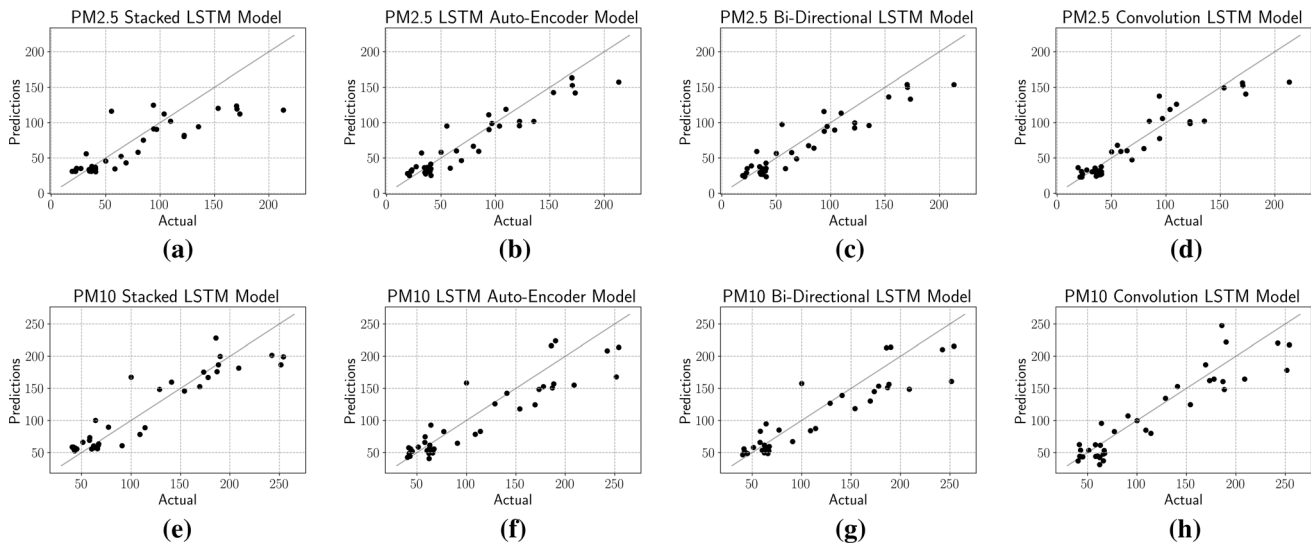 PM2.5 Stacked LSTM Model
200
150
100
50
0
Predictions
0 50 100 150 200
Actual
(a)
PM2.5 LSTM Auto-Encoder Model
200
150
100
50
0
Predictions
0 50 100 150 200
Actual
(b)
PM2.5 Bi-Directional LSTM Model
200
150
100
50
0
Predictions
0 50 100 150 200
Actual
(c)
PM2.5 Convolution LSTM Model
200
150
100
50
0
Predictions
0 50 100 150 200
Actual
(d)
PM10 Stacked LSTM Model
250
200
150
100
50
Predictions
50 100 150 200 250
Actual
(e)
PM10 LSTM Auto-Encoder Model
250
200
150
100
50
Predictions
50 100 150 200 250
Actual
(f)
PM10 Bi-Directional LSTM Model
250
200
150
100
50
Predictions
50 100 150 200 250
Actual
(g)
PM10 Convolution LSTM Model
250
200
150
100
50
Predictions
50 100 150 200 250
Actual
(h)